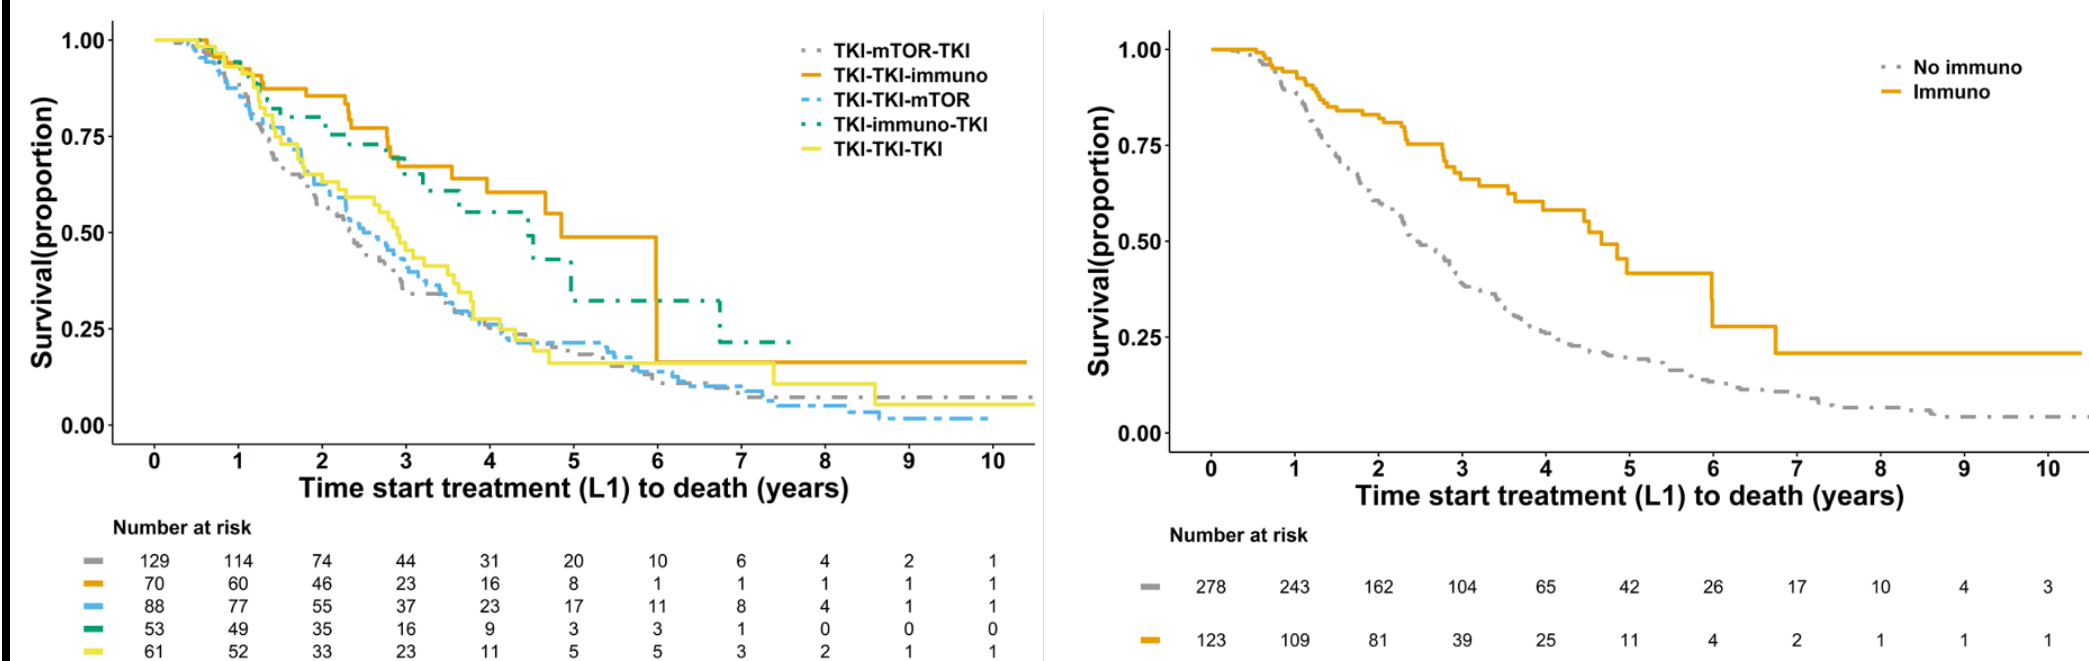 1.00
0.75
0.50
0.25
0.00
Survival(proportion)
TKI-mTOR-TKI
TKI-TKI-immuno
TKI-TKI-mTOR
TKI-immuno-TKI
TKI-TKI-TKI
0 1 2 3 4 5 6 7 8 9 10
Time start treatment (L1) to death (years)
Number at risk
129 114 74 44 31 20 10 6 4 2 1
70 60 46 23 16 8 1 1 1 1 1
88 77 55 37 23 17 11 8 4 1 1
53 49 35 16 9 3 3 1 0 0 0
61 52 33 23 11 5 5 3 2 1 1
1.00
0.75
0.50
0.25
0.00
Survival(proportion)
No immuno
Immuno
0 1 2 3 4 5 6 7 8 9 10
Time start treatment (L1) to death (years)
Number at risk
278 243 162 104 65 42 26 17 10 4 3
123 109 81 39 25 11 4 2 1 1 1